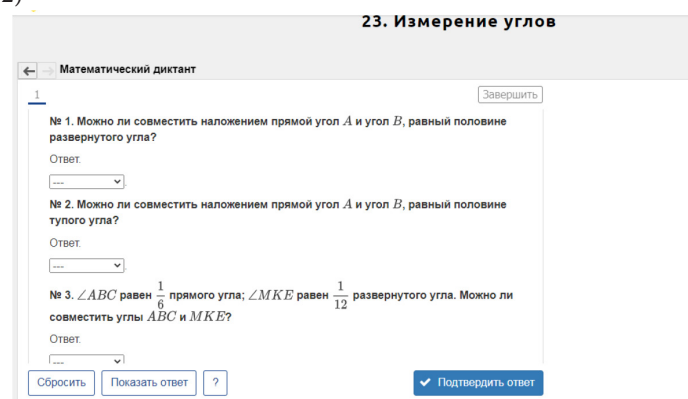 2)
23. Измерение углов
Математический диктант
1
Завершить
№ 1. Можно ли совместить наложением прямой угол A и угол B, равный половине
развернутого угла?
Ответ.
---
№ 2. Можно ли совместить наложением прямой угол A и угол B, равный половине
тупого угла?
Ответ.
---
№ 3. ∠ABC равен 1/6 прямого угла; ∠MKE равен 1/12 развернутого угла. Можно ли
совместить углы ABC и MKE?
Ответ.
---
Сбросить Показать ответ ? Подтвердить ответ